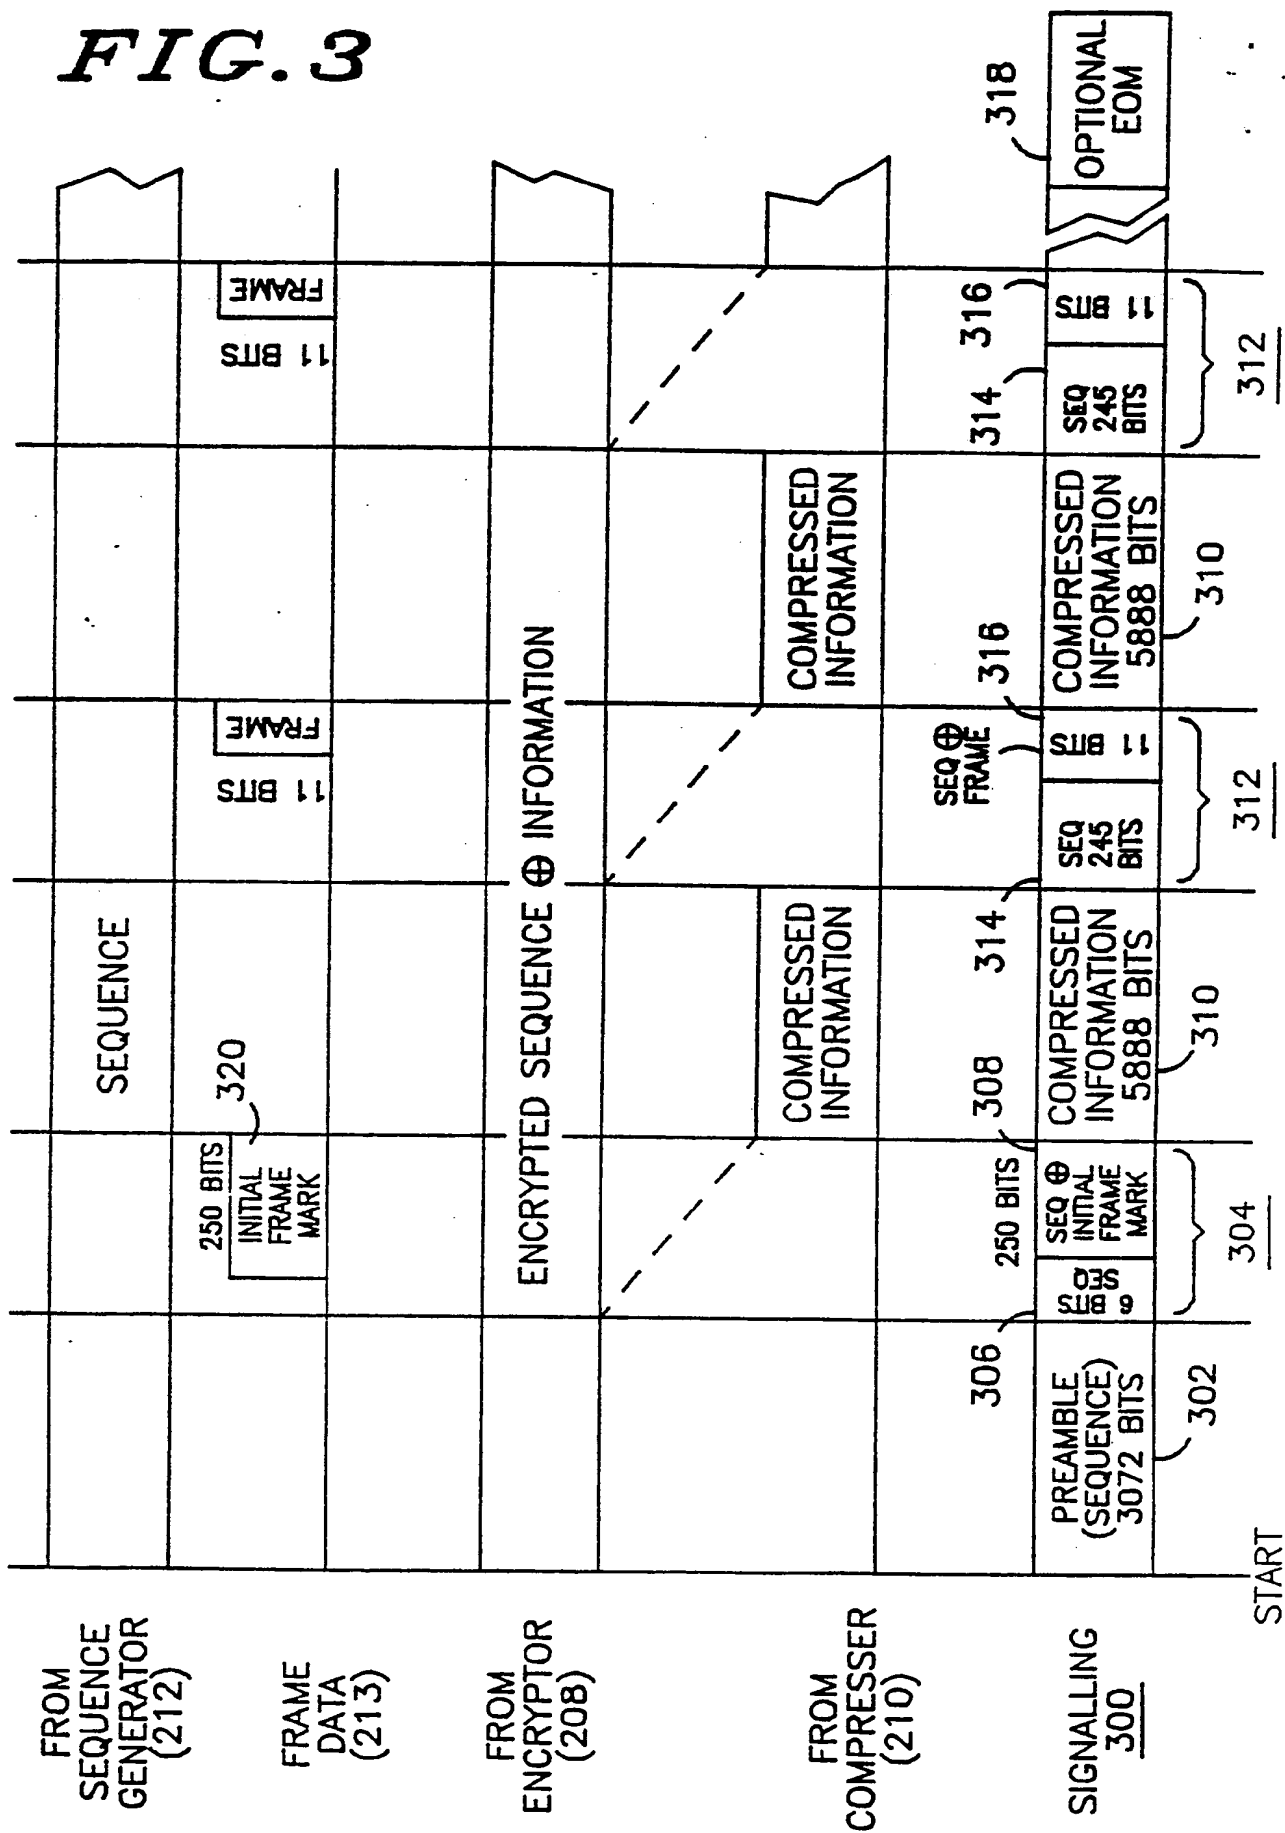 FIG.3
FROM
SEQUENCE
GENERATOR
(212)
SEQUENCE
FRAME
DATA
(213)
250 BITS
320
INITIAL
FRAME
MARK
11 BITS
FRAME
11 BITS
FRAME
FROM
ENCRYPTOR
(208)
ENCRYPTED SEQUENCE ⊕ INFORMATION
FROM
COMPRESSER
(210)
COMPRESSED
INFORMATION
COMPRESSED
INFORMATION
SIGNALLING
300
START
PREAMBLE
(SEQUENCE)
3072 BITS
302
306
6 BITS
SEQ
250 BITS
308
SEQ ⊕
INITIAL
FRAME
MARK
304
COMPRESSED
INFORMATION
5888 BITS
310
314
SEQ
245
BITS
SEQ ⊕
FRAME
316
11 BITS
312
COMPRESSED
INFORMATION
5888 BITS
310
314
SEQ
245
BITS
316
11 BITS
312
318
OPTIONAL
EOM